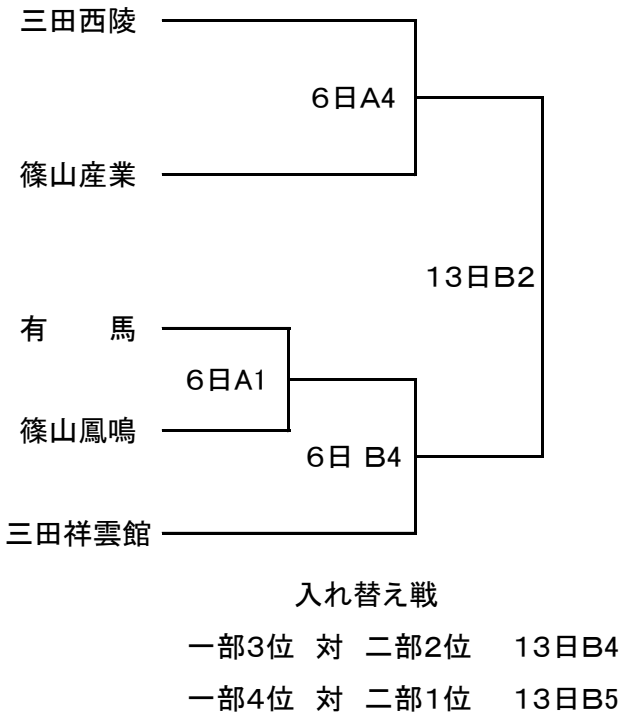 三田西陵
6日A4
篠山産業
13日B2
有　　馬
6日A1
篠山鳳鳴
6日 B4
三田祥雲館
入れ替え戦
一部3位　対　二部2位　13日B4
一部4位　対　二部1位　13日B5